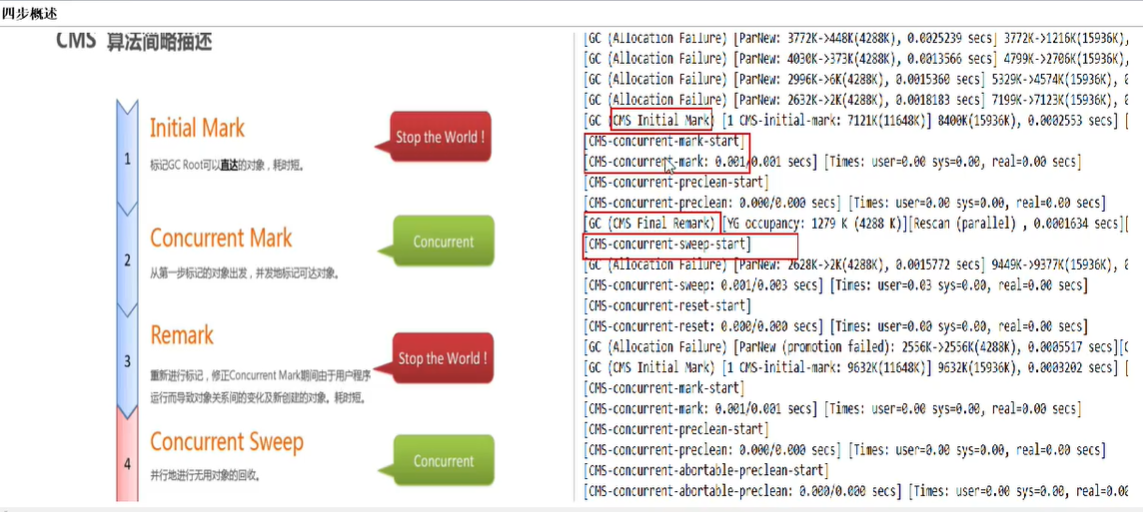 四步概述
CMS 算法简略描述
1
Initial Mark
标记GC Root可以直达的对象，耗时短。
Stop the World！
2
Concurrent Mark
从第一步标记的对象出发，并发地标记可达对象。
Concurrent
3
Remark
重新进行标记，修正Concurrent Mark期间由于用户程序
运行而导致对象关系间的变化及新创建的对象。耗时短。
Stop the World！
4
Concurrent Sweep
并行地进行无用对象的回收。
Concurrent
[GC (Allocation Failure) [ParNew: 3772K->448K(4288K), 0.0025239 secs] 3772K->1216K(15936K),
[GC (Allocation Failure) [ParNew: 4030K->373K(4288K), 0.0013566 secs] 4799K->2706K(15936K),
[GC (Allocation Failure) [ParNew: 2996K->6K(4288K), 0.0015360 secs] 5329K->4574K(15936K), 0
[GC (Allocation Failure) [ParNew: 2632K->2K(4288K), 0.0018183 secs] 7199K->7123K(15936K), 0
[GC (CMS Initial Mark) [1 CMS-initial-mark: 7121K(11648K)] 8400K(15936K), 0.0002553 secs] [
[CMS-concurrent-mark-start]
[CMS-concurrent-mark: 0.001/0.001 secs] [Times: user=0.00 sys=0.00, real=0.00 secs]
[CMS-concurrent-preclean-start]
[CMS-concurrent-preclean: 0.000/0.000 secs] [Times: user=0.00 sys=0.00, real=0.00 secs]
[GC (CMS Final Remark) [YG occupancy: 1279 K (4288 K)][Rescan (parallel) , 0.0001634 secs][
[CMS-concurrent-sweep-start]
[GC (Allocation Failure) [ParNew: 2628K->2K(4288K), 0.0015772 secs] 9449K->9377K(15936K), 0
[CMS-concurrent-sweep: 0.001/0.003 secs] [Times: user=0.03 sys=0.00, real=0.00 secs]
[CMS-concurrent-reset-start]
[CMS-concurrent-reset: 0.000/0.000 secs] [Times: user=0.00 sys=0.00, real=0.00 secs]
[GC (Allocation Failure) [ParNew (promotion failed): 2556K->2556K(4288K), 0.0005517 secs][C
[GC (CMS Initial Mark) [1 CMS-initial-mark: 9632K(11648K)] 9632K(15936K), 0.0003202 secs] [
[CMS-concurrent-mark-start]
[CMS-concurrent-mark: 0.001/0.001 secs] [Times: user=0.00 sys=0.00, real=0.00 secs]
[CMS-concurrent-preclean-start]
[CMS-concurrent-preclean: 0.000/0.000 secs] [Times: user=0.00 sys=0.00, real=0.00 secs]
[CMS-concurrent-abortable-preclean-start]
[CMS-concurrent-abortable-preclean: 0.000/0.000 secs] [Times: user=0.00 sys=0.00, real=0.00